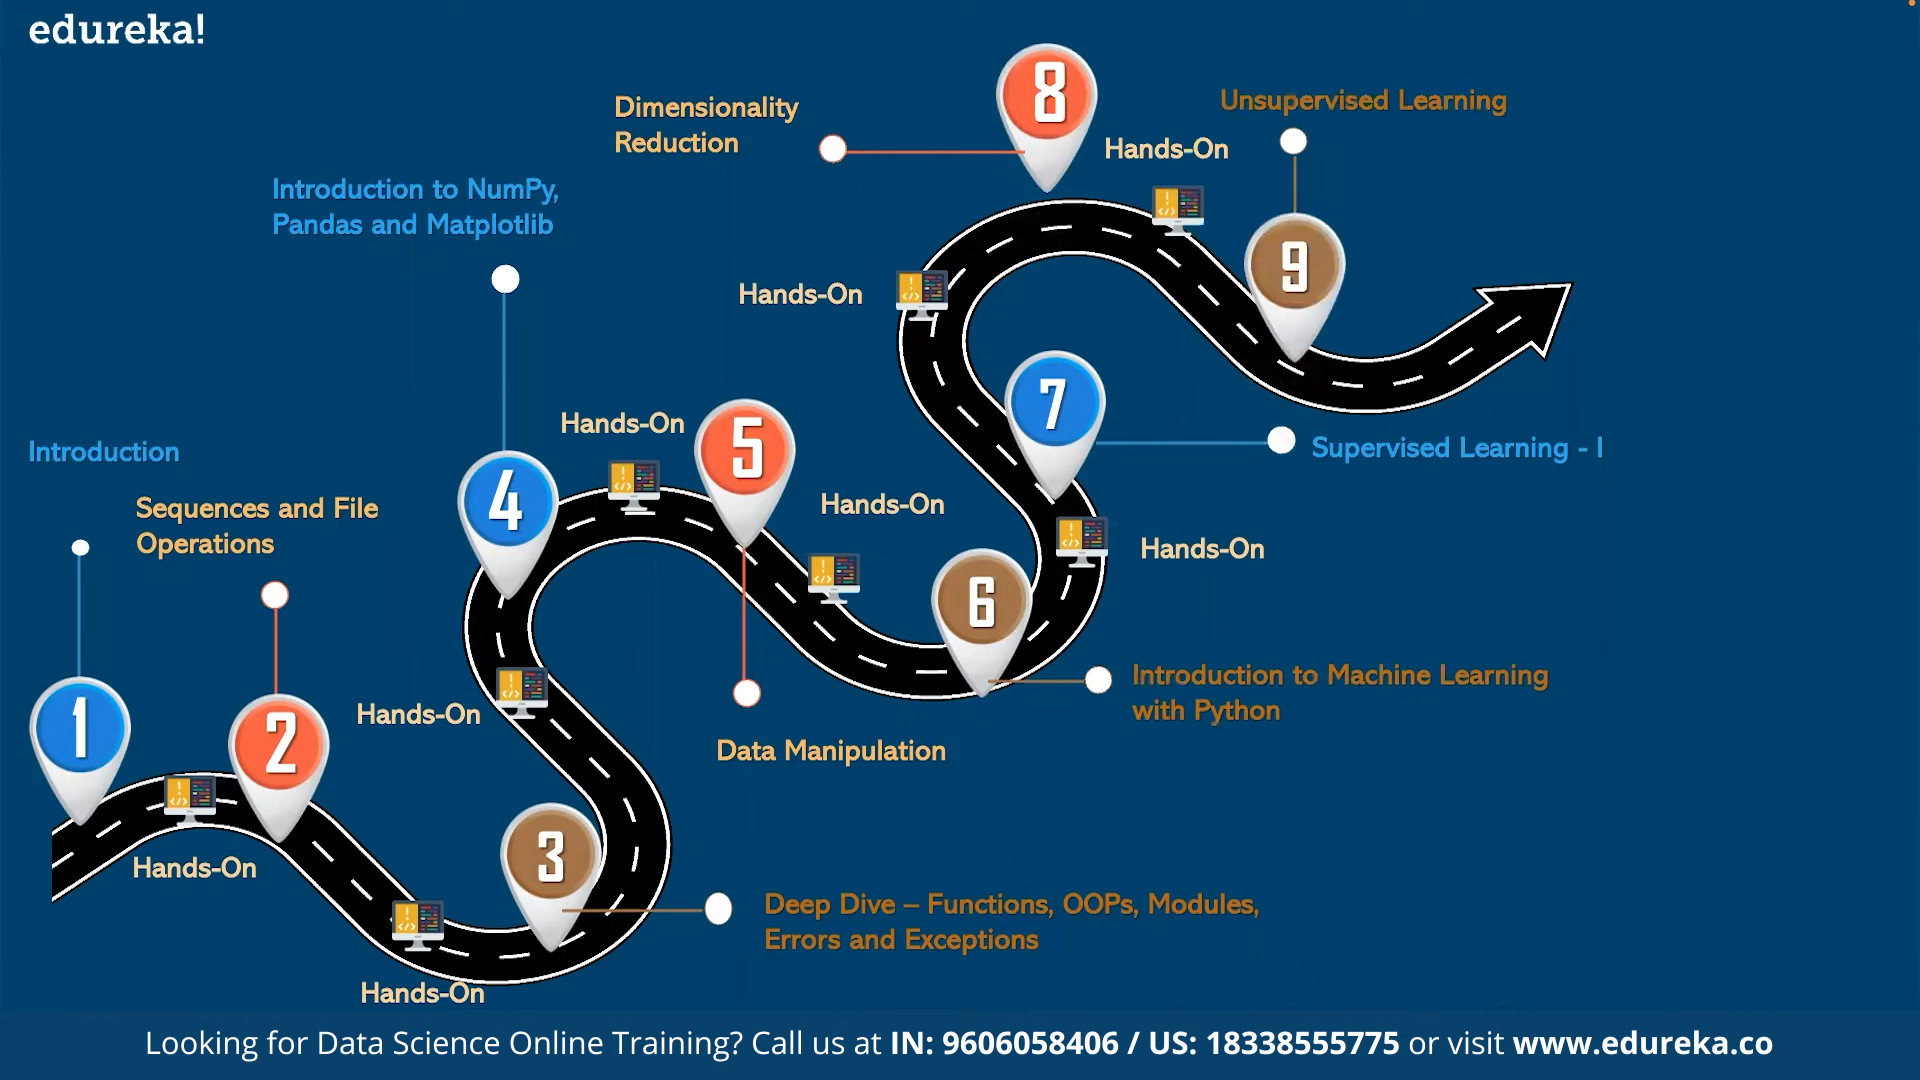 edureka!
8
Dimensionality
Reduction
Unsupervised Learning
Hands-On
Introduction to NumPy,
Pandas and Matplotlib
9
Hands-On
7
Hands-On
5
Introduction
Supervised Learning - I
4
Sequences and File
Operations
Hands-On
Hands-On
6
Introduction to Machine Learning
with Python
1
2
Hands-On
Data Manipulation
3
Hands-On
Deep Dive – Functions, OOPs, Modules,
Errors and Exceptions
Hands-On
Looking for Data Science Online Training? Call us at IN: 9606058406 / US: 18338555775 or visit www.edureka.co